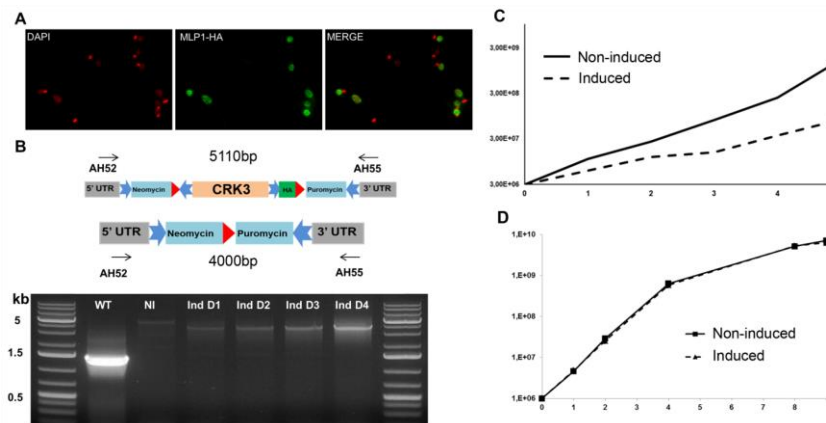 A
DAPI
MLP1-HA
MERGE
B
AH52
5110bp
AH55
5' UTR
Neomycin
CRK3
HA
Puromycin
3' UTR
5' UTR
Neomycin
Puromycin
3' UTR
AH52
4000bp
AH55
kb
WT
NI
Ind D1
Ind D2
Ind D3
Ind D4
5
1.5
0.5
C
3,00E+09
3,00E+08
3,00E+07
3,00E+06
Non-induced
Induced
0 1 2 3 4
D
1,E+10
1,E+09
1,E+08
1,E+07
1,E+06
Non-induced
Induced
0 1 2 3 4 5 6 7 8